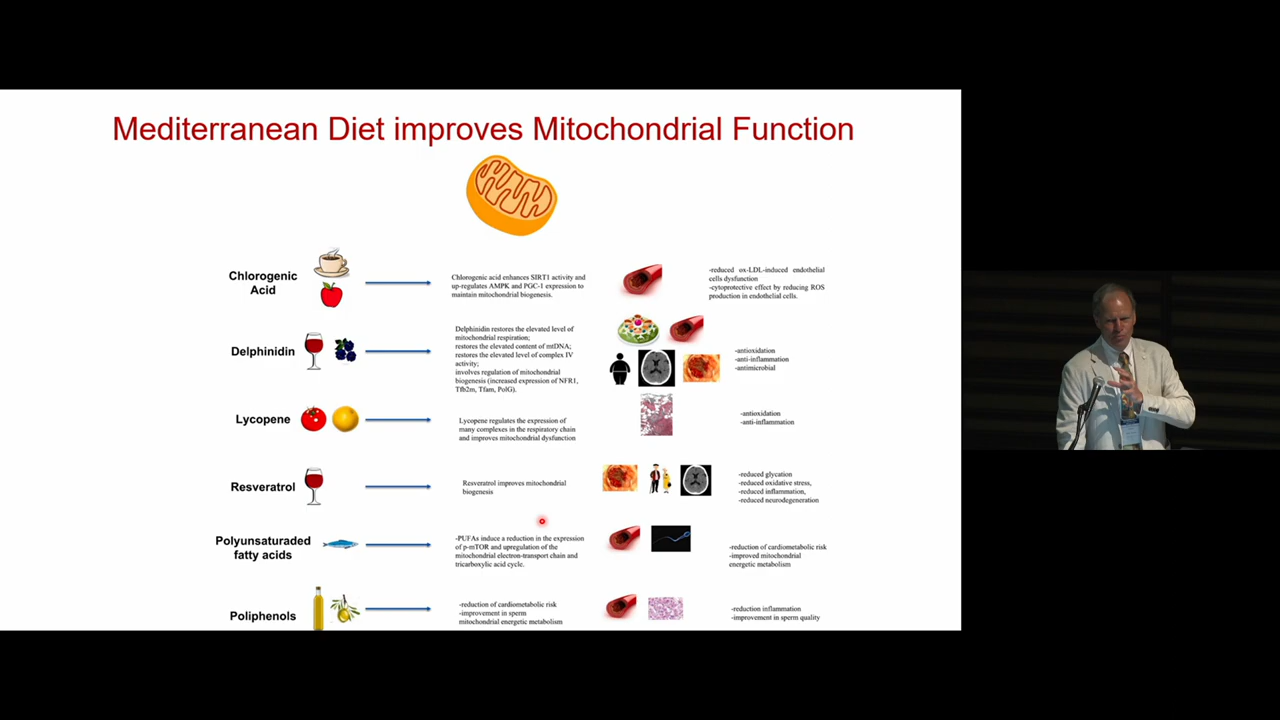 Mediterranean Diet improves Mitochondrial Function
Chlorogenic
Acid
Chlorogenic acid enhances SIRT1 activity and
up-regulates AMPK and PGC-1 expression to
maintain mitochondrial biogenesis.
-reduced ox-LDL-induced endothelial
cells dysfunction
-cytoprotective effect by reducing ROS
production in endothelial cells.
Delphinidin
Delphinidin restores the elevated level of
mitochondrial respiration;
restores the elevated content of mtDNA;
restores the elevated level of complex IV
activity;
involves regulation of mitochondrial
biogenesis (increased expression of NFR1,
Tfb2m, Tfam, PolG).
-antioxidation
-anti-inflammation
-antimicrobial
Lycopene
Lycopene regulates the expression of
many complexes in the respiratory chain
and improves mitochondrial dysfunction
-antioxidation
-anti-inflammation
Resveratrol
Resveratrol improves mitochondrial
biogenesis
-reduced glycation
-reduced oxidative stress,
-reduced inflammation,
-reduced neurodegeneration
Polyunsaturated
fatty acids
-PUFAs induce a reduction in the expression
of p-mTOR and upregulation of the
mitochondrial electron-transport chain and
tricarboxylic acid cycle.
-reduction of cardiometabolic risk
-improved mitochondrial
energetic metabolism
Poliphenols
-reduction of cardiometabolic risk
-improvement in sperm
mitochondrial energetic metabolism
-reduction inflammation
-improvement in sperm quality